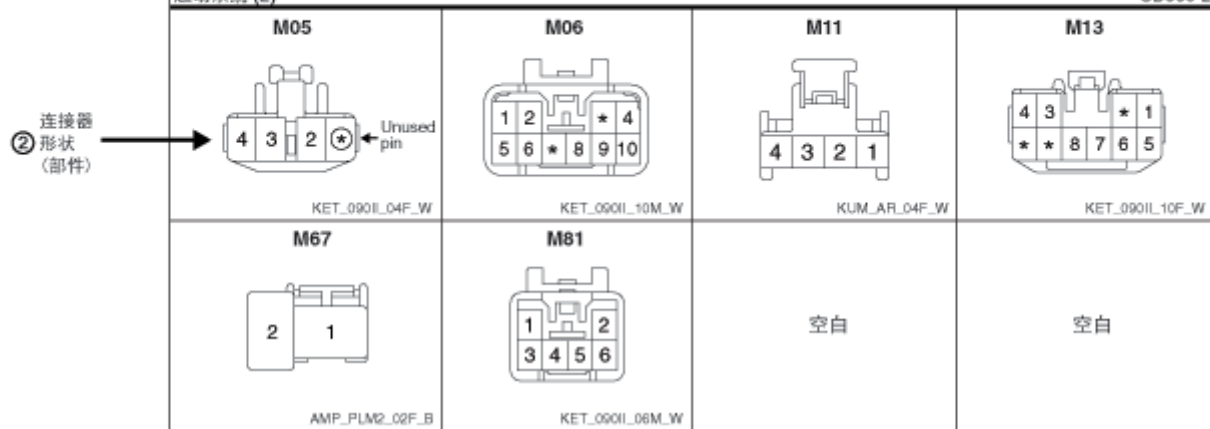 M05
M06
M11
M13
② 连接器
形状
(部件)
4 3 2 *
Unused
pin
1 2 * 4
5 6 * 8 9 10
4 3 2 1
4 3 * 1
* * 8 7 6 5
KET_090II_04F_W
KET_090II_10M_W
KUM_AR_04F_W
KET_090II_10F_W
M67
M81
2 1
1 2
3 4 5 6
空白
空白
AMP_PLM2_02F_B
KET_090II_06M_W